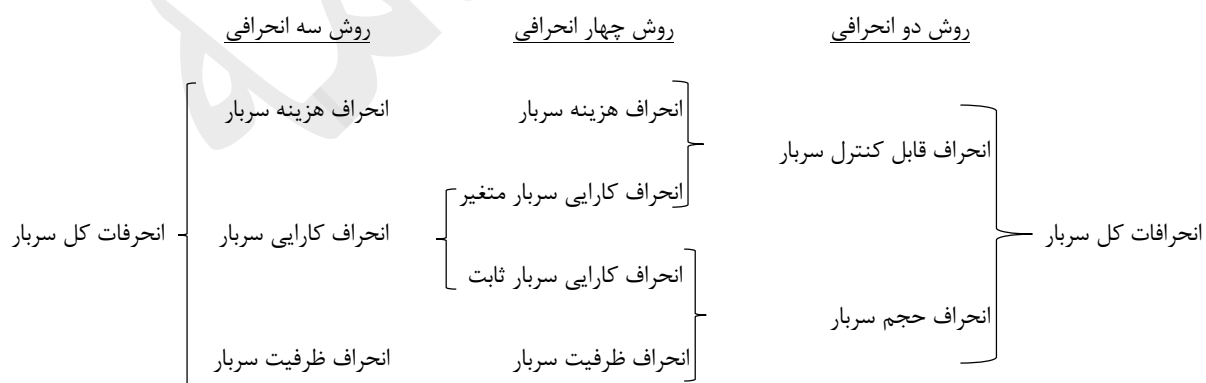 روش دو انحرافی روش چهار انحرافی روش سه انحرافی
انحراف هزینه سربار انحراف هزینه سربار
انحراف قابل کنترل سربار
انحراف کارایی سربار متغیر
انحرافات کل سربار انحراف کارایی سربار انحرفات کل سربار
انحراف کارایی سربار ثابت
انحراف حجم سربار
انحراف ظرفیت سربار انحراف ظرفیت سربار